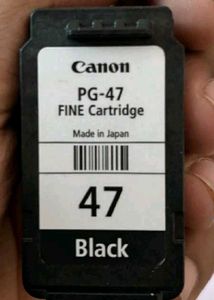 Canon
PG-47
FINE Cartridge
Made in Japan
47
Black